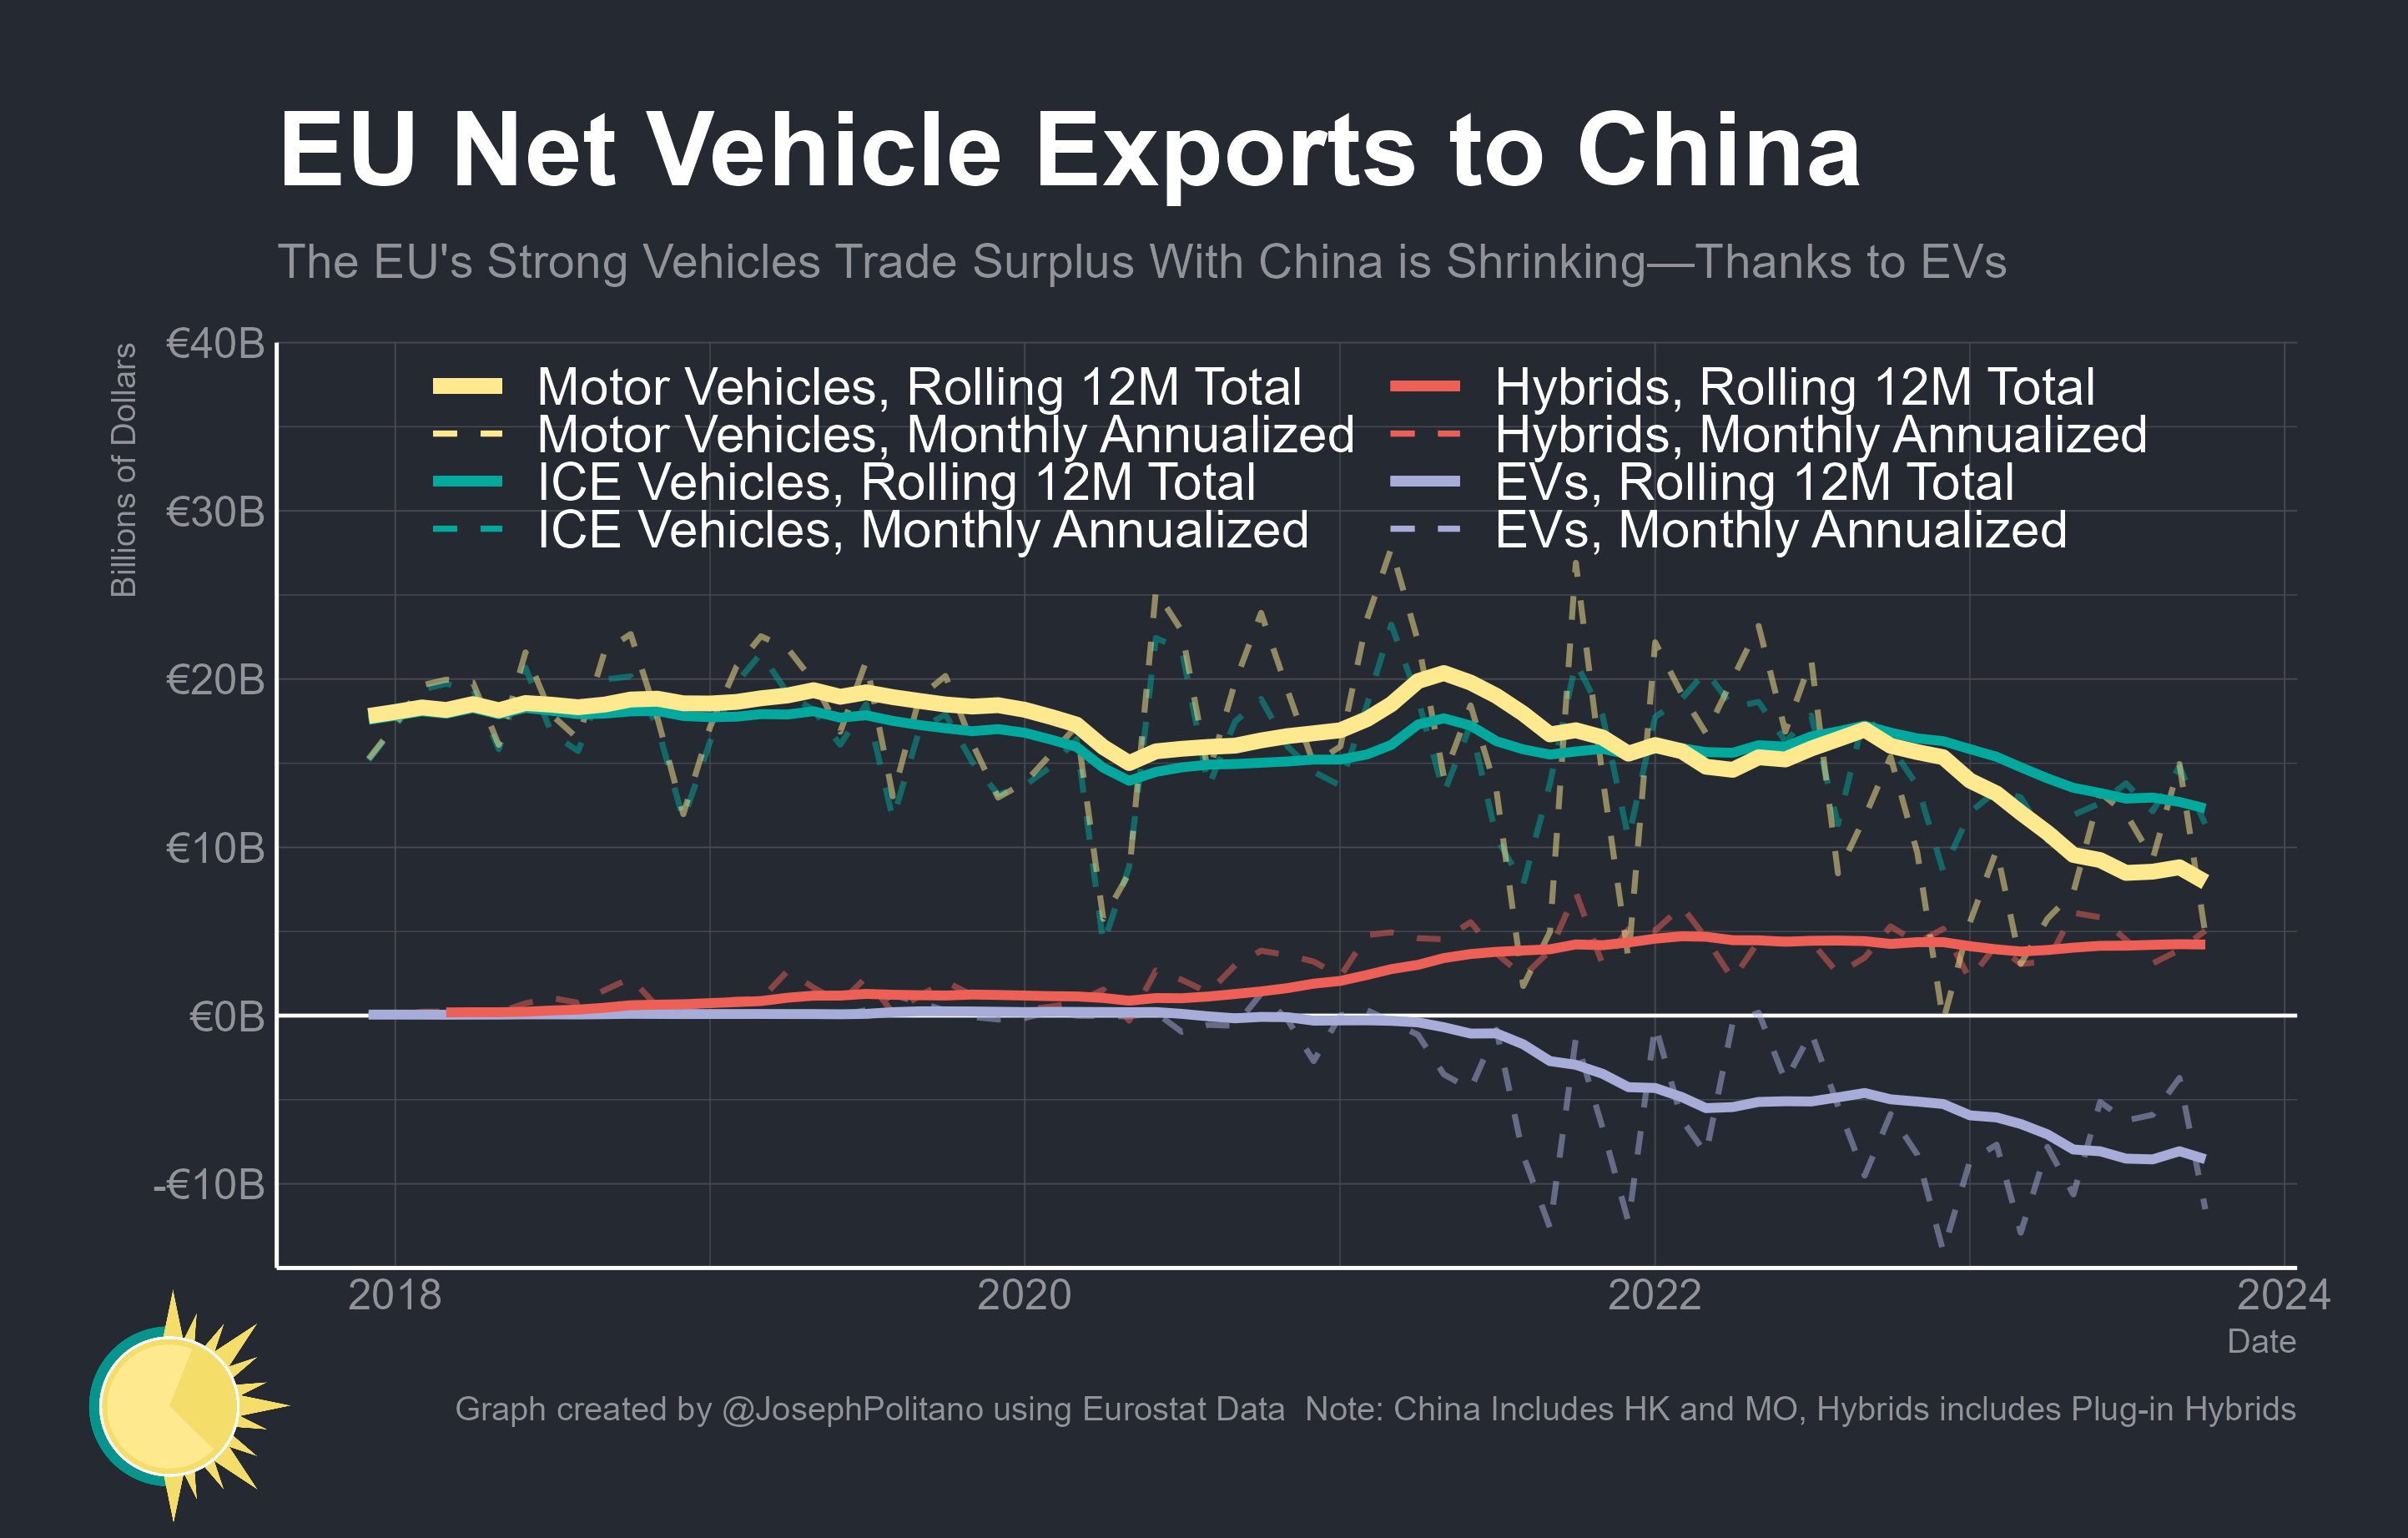 EU Net Vehicle Exports to China
The EU's Strong Vehicles Trade Surplus With China is Shrinking—Thanks to EVs
Billions of Dollars
€40B
€30B
€20B
€10B
€0B
-€10B
Motor Vehicles, Rolling 12M Total
Motor Vehicles, Monthly Annualized
ICE Vehicles, Rolling 12M Total
ICE Vehicles, Monthly Annualized
Hybrids, Rolling 12M Total
Hybrids, Monthly Annualized
EVs, Rolling 12M Total
EVs, Monthly Annualized
2018 2020 2022 2024
Date
Graph created by @JosephPolitano using Eurostat Data  Note: China Includes HK and MO, Hybrids includes Plug-in Hybrids